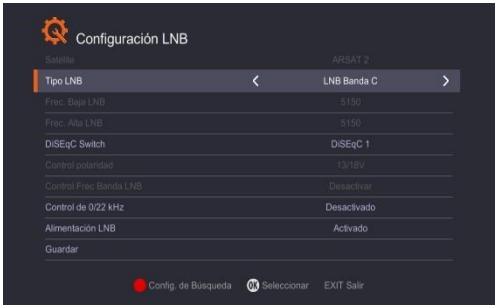 Configuración LNB
Satélite ARSAT 2
Tipo LNB LNB Banda C
Frec. Baja LNB 5150
Frec. Alta LNB 5150
DiSEqC Switch DiSEqC 1
Control polaridad 13/18V
Control Frec Banda LNB Desactivar
Control de 0/22 kHz Desactivado
Alimentación LNB Activado
Guardar
Config. de Búsqueda OK Seleccionar EXIT Salir